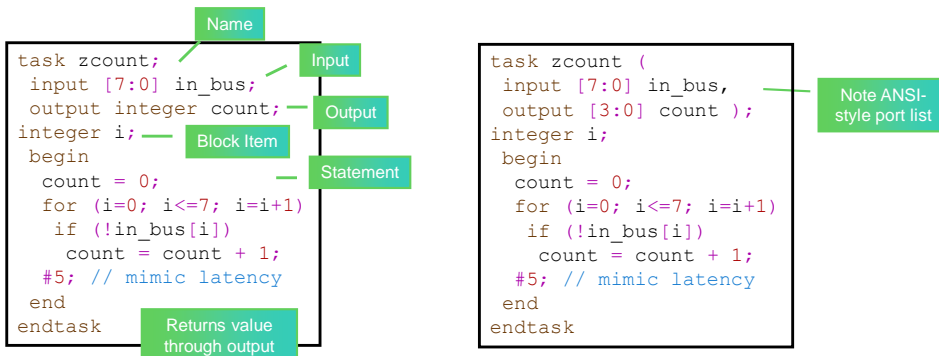 Name
task zcount;
input [7:0] in_bus;
Input
output integer count;
Output
integer i;
Block Item
begin
count = 0;
Statement
for (i=0; i<=7; i=i+1)
if (!in_bus[i])
count = count + 1;
#5; // mimic latency
end
endtask
Returns value
through output
task zcount (
input [7:0] in_bus,
output [3:0] count );
Note ANSI-
style port list
integer i;
begin
count = 0;
for (i=0; i<=7; i=i+1)
if (!in_bus[i])
count = count + 1;
#5; // mimic latency
end
endtask